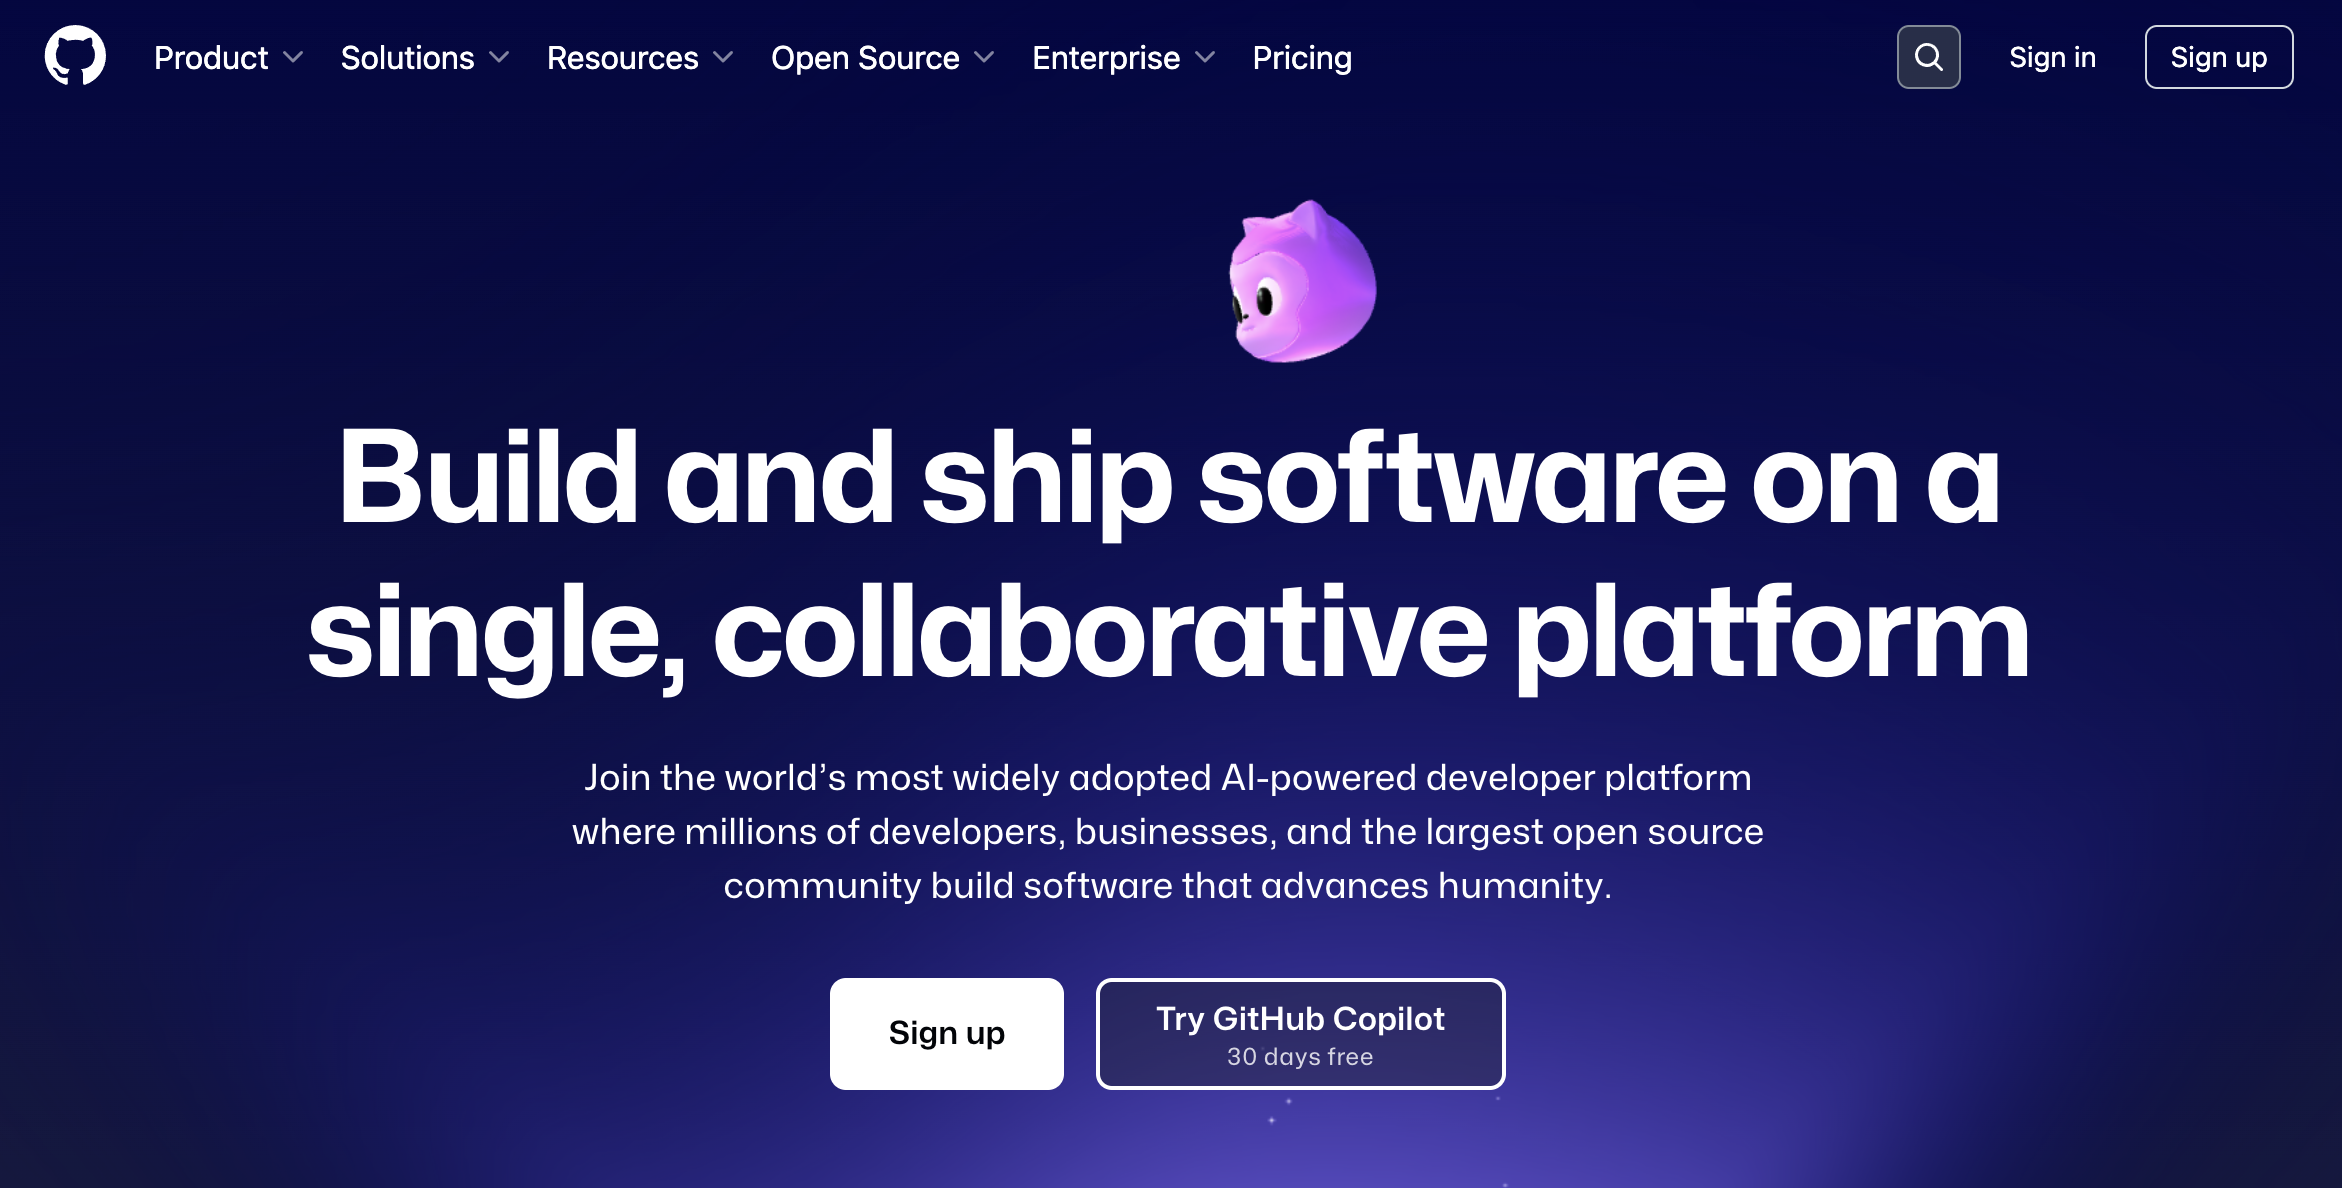 Product
Solutions
Resources
Open Source
Enterprise
Pricing
Sign in
Sign up
Build and ship software on a
single, collaborative platform
Join the world’s most widely adopted AI-powered developer platform
where millions of developers, businesses, and the largest open source
community build software that advances humanity.
Sign up
Try GitHub Copilot
30 days free